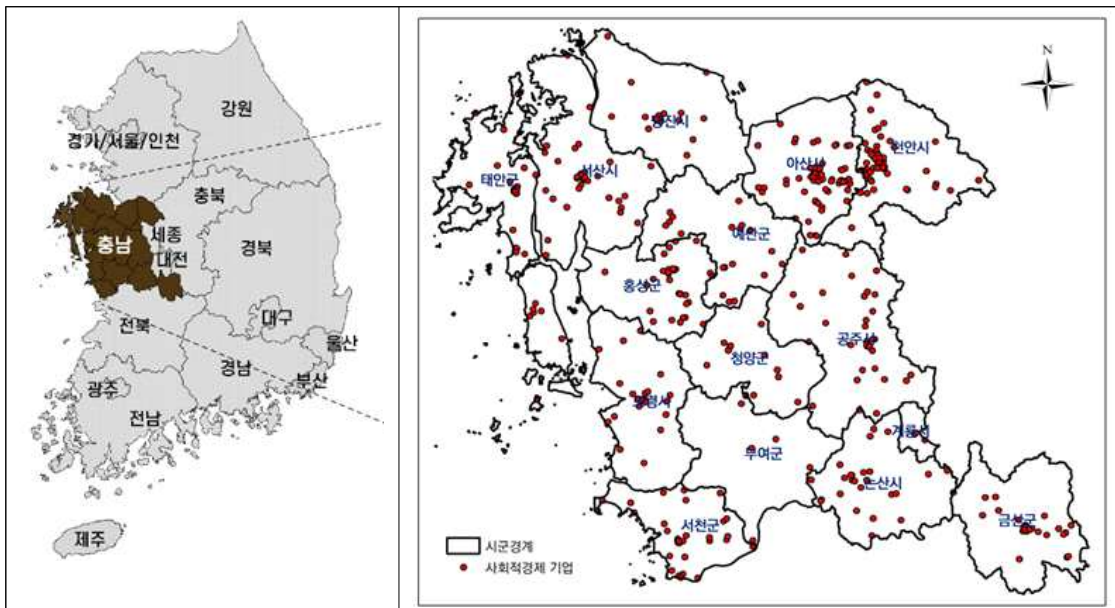 강원
경기/서울/인천
충북
충남
세종
대전
경북
전북
대구
울산
경남
부산
광주
전남
제주
N
당진시
천안시
아산시
태안군
서산시
예산군
홍성군
공주시
청양군
보령시
계룡시
부여군
논산시
서천군
금산군
시군경계
사회적경제 기업